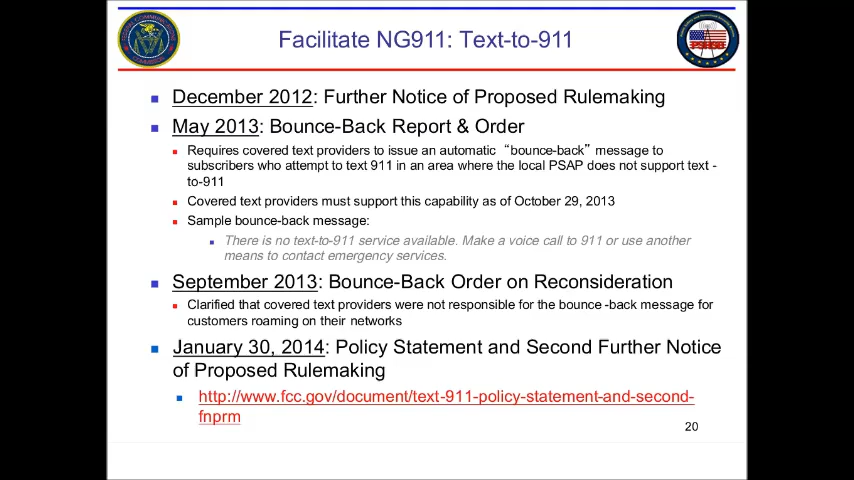 Facilitate NG911: Text-to-911
December 2012: Further Notice of Proposed Rulemaking
May 2013: Bounce-Back Report & Order
Requires covered text providers to issue an automatic “bounce-back” message to
subscribers who attempt to text 911 in an area where the local PSAP does not support text -
to-911
Covered text providers must support this capability as of October 29, 2013
Sample bounce-back message:
There is no text-to-911 service available. Make a voice call to 911 or use another
means to contact emergency services.
September 2013: Bounce-Back Order on Reconsideration
Clarified that covered text providers were not responsible for the bounce -back message for
customers roaming on their networks
January 30, 2014: Policy Statement and Second Further Notice
of Proposed Rulemaking
http://www.fcc.gov/document/text-911-policy-statement-and-second-
fnprm
20